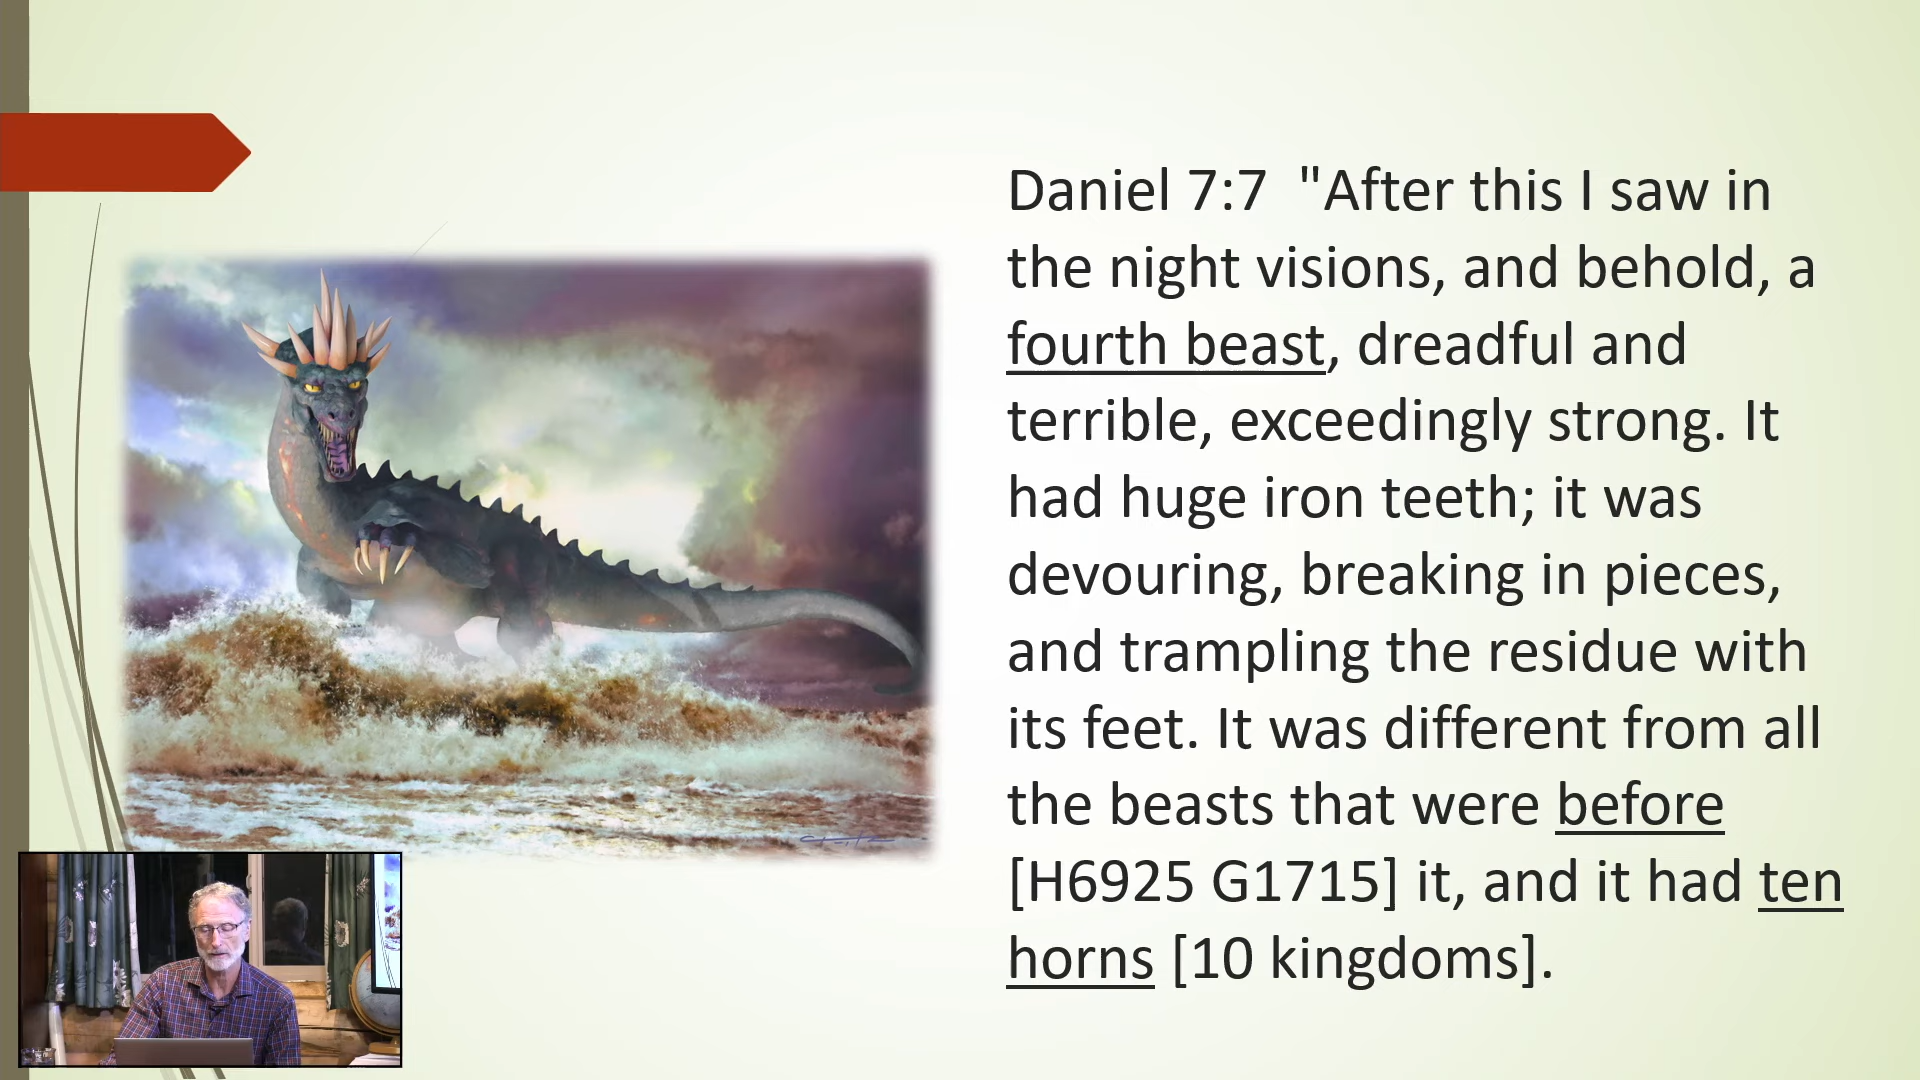 Daniel 7:7  "After this I saw in
the night visions, and behold, a
fourth beast, dreadful and
terrible, exceedingly strong. It
had huge iron teeth; it was
devouring, breaking in pieces,
and trampling the residue with
its feet. It was different from all
the beasts that were before
[H6925 G1715] it, and it had ten
horns [10 kingdoms].